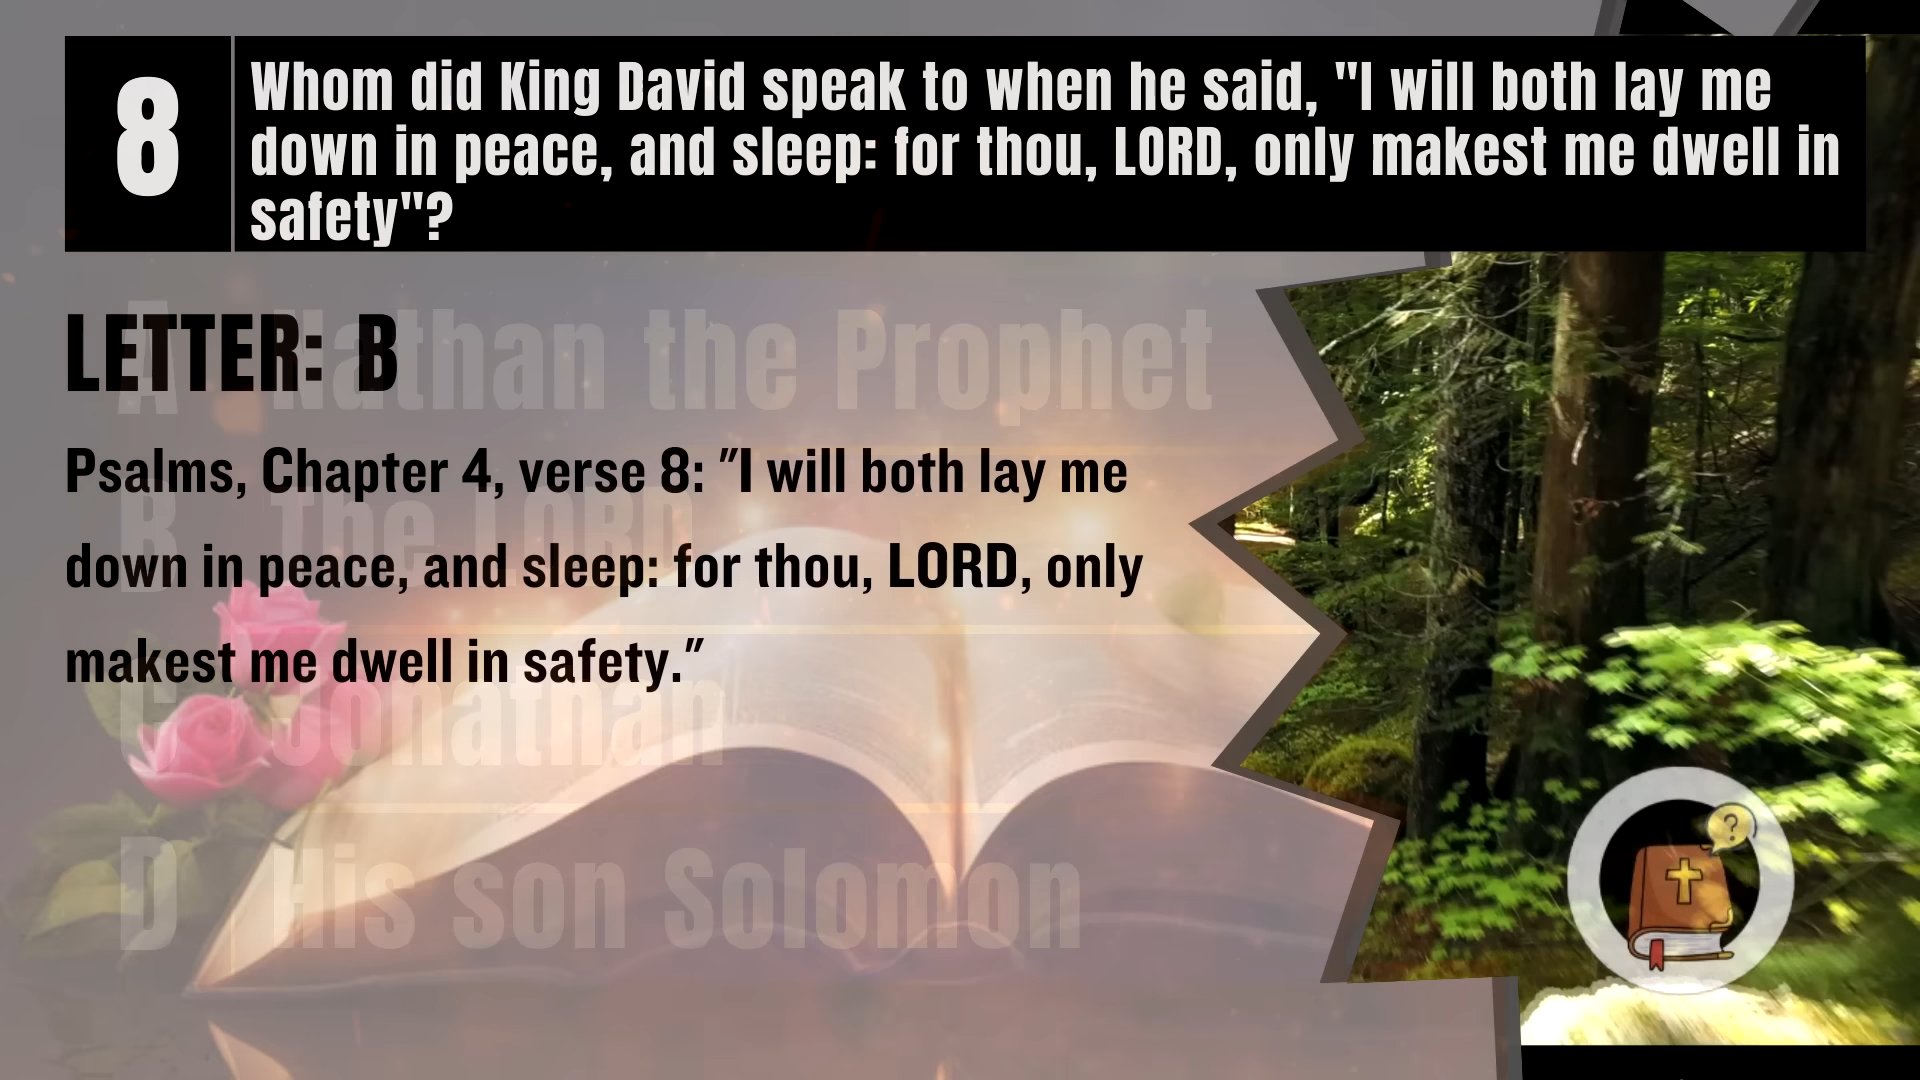 8
Whom did King David speak to when he said, "I will both lay me
down in peace, and sleep: for thou, LORD, only makest me dwell in
safety"?
LETTER: B
A Nathan the Prophet
Psalms, Chapter 4, verse 8: "I will both lay me
B The LORD
down in peace, and sleep: for thou, LORD, only
makest me dwell in safety."
C Jonathan
D His son Solomon
?